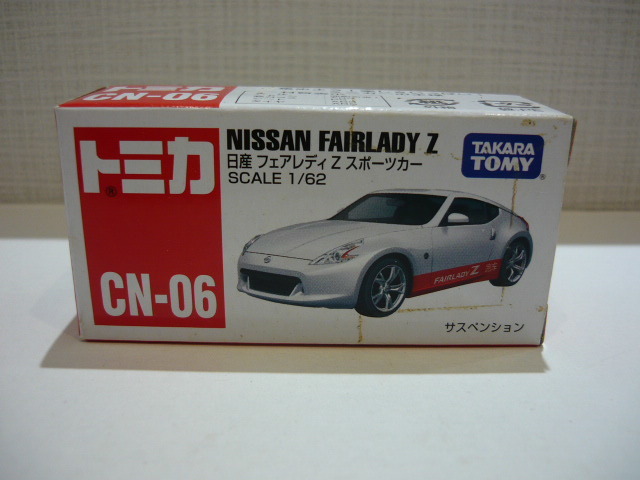 CN-06
トミカ
NISSAN FAIRLADY Z
日産 フェアレディZ スポーツカー
SCALE 1/62
TAKARA
TOMY
CN-06
FAIRLADY Z
サスペンション